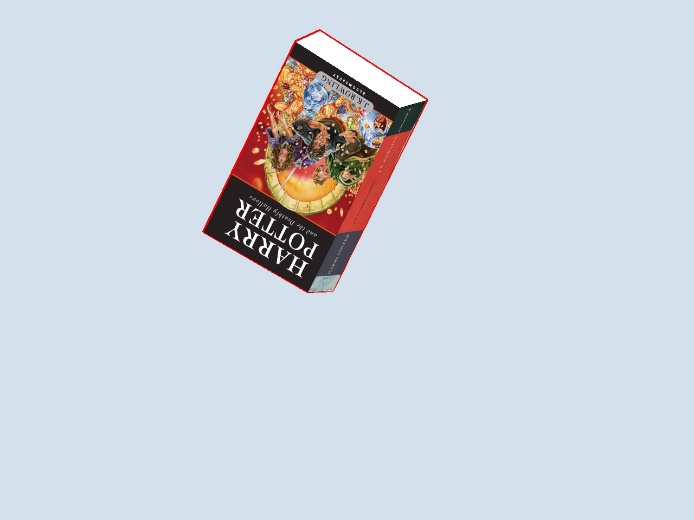 HARRY
POTTER
and the Deathly Hallows
J.K. ROWLING
BLOOMSBURY